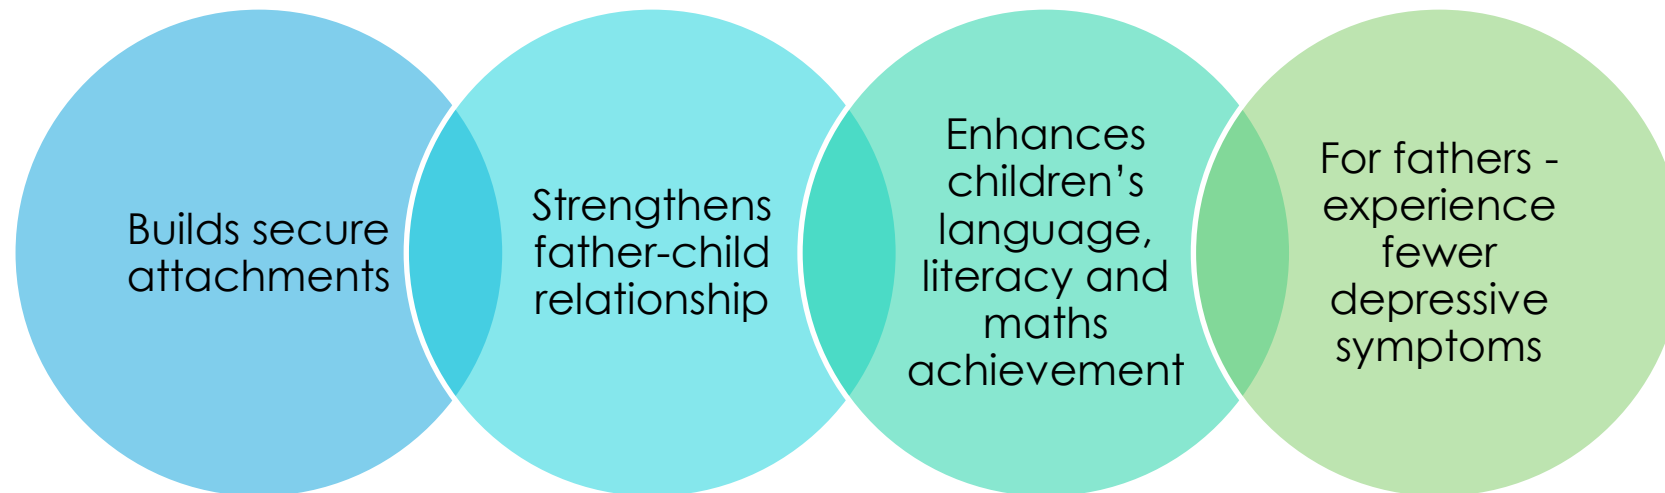 Builds secure
attachments
Strengthens
father-child
relationship
Enhances
children’s
language,
literacy and
maths
achievement
For fathers -
experience
fewer
depressive
symptoms